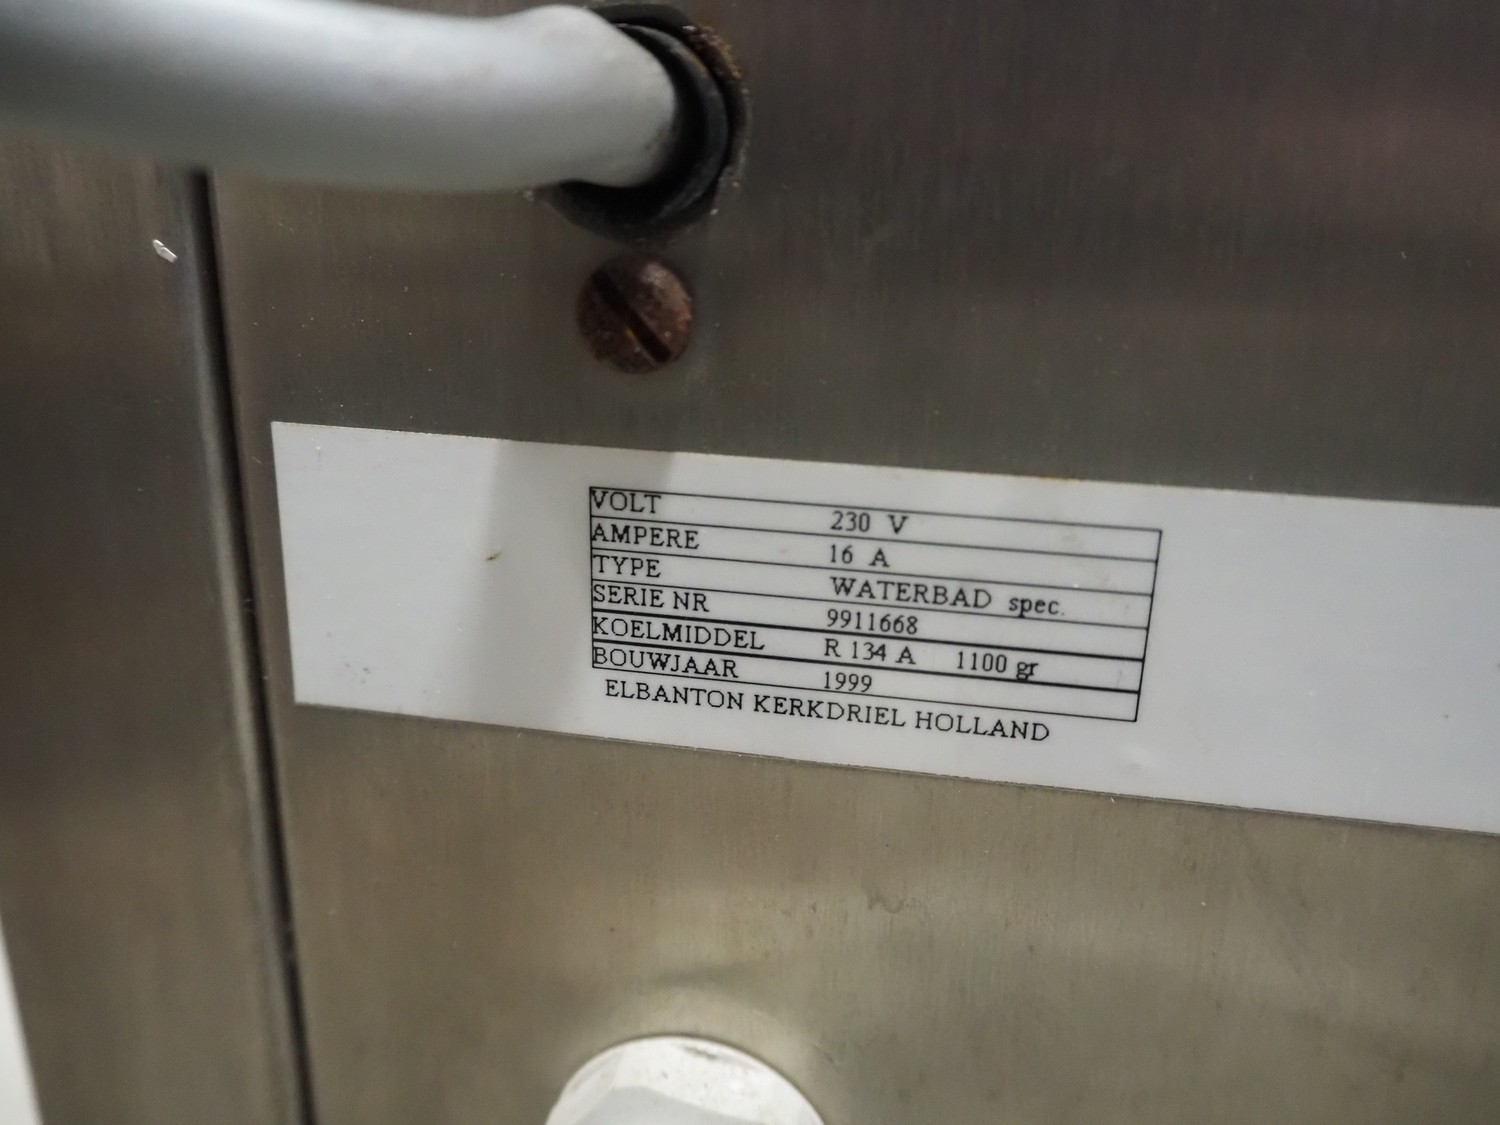 VOLT 230 V
AMPERE 16 A
TYPE WATERBAD spec.
SERIE NR 9911668
KOELMIDDEL R 134 A 1100 gr
BOUWJAAR 1999
ELBANTON KERKDRIEL HOLLAND